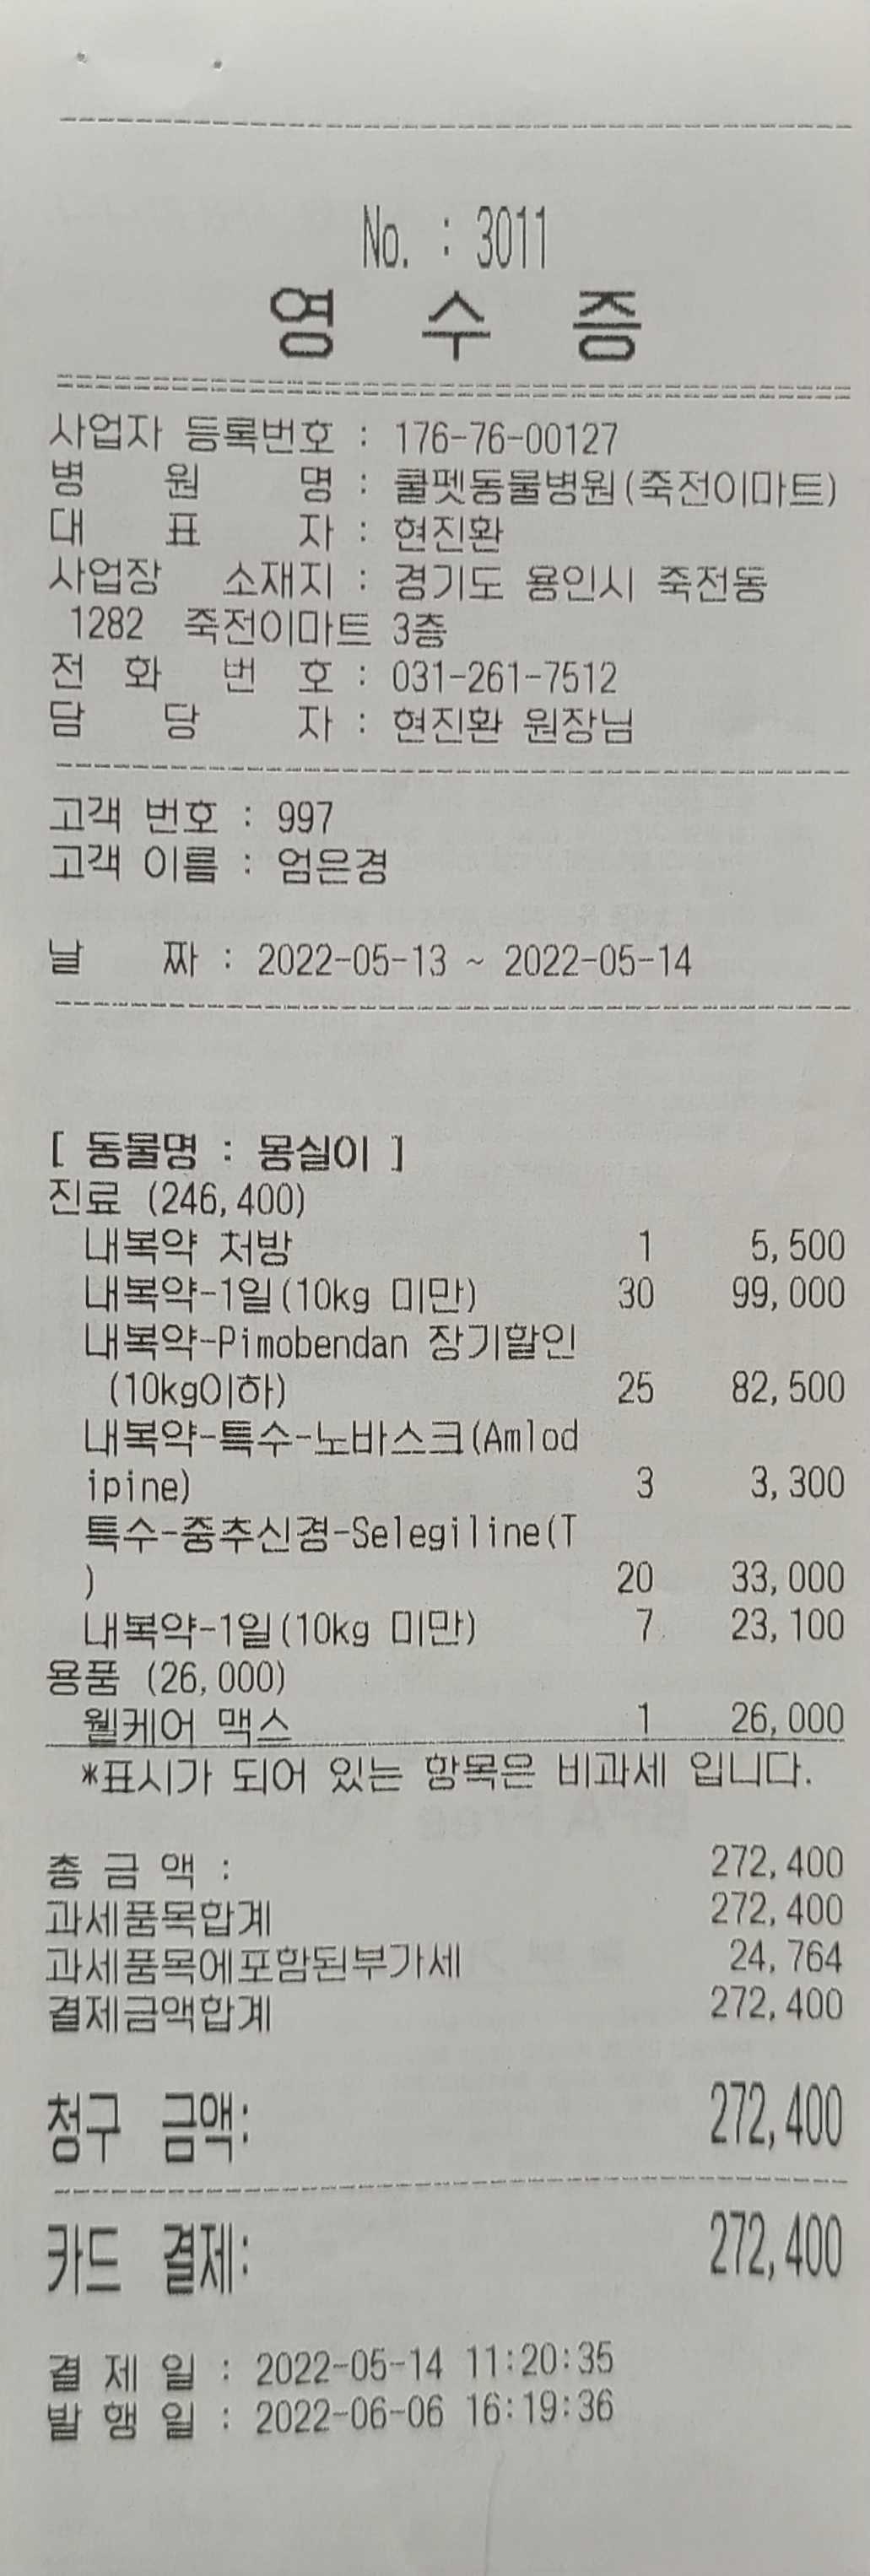 No. : 3011
영 수 증
사업자 등록번호 : 176-76-00127
병 원 명 : 쿨펫동물병원(죽전이마트)
대 표 자 : 현진환
사업장 소재지 : 경기도 용인시 죽전동
1282 죽전이마트 3층
전 화 번 호 : 031-261-7512
담 당 자 : 현진환 원장님
고객 번호 : 997
고객 이름 : 엄은경
날 짜 : 2022-05-13 ~ 2022-05-14
[ 동물명 : 몽실이 ]
진료 (246,400)
내복약 처방 1 5,500
내복약-1일(10kg 미만) 30 99,000
내복약-Pimobendan 장기할인
(10kg이하) 25 82,500
내복약-특수-노바스크(Amlod
ipine) 3 3,300
특수-중추신경-Selegiline(T
) 20 33,000
내복약-1일(10kg 미만) 7 23,100
용품 (26,000)
웰케어 맥스 1 26,000
*표시가 되어 있는 항목은 비과세 입니다.
총 금 액 : 272,400
과세품목합계 272,400
과세품목에포함된부가세 24,764
결제금액합계 272,400
청구 금액: 272,400
카드 결제: 272,400
결 제 일 : 2022-05-14 11:20:35
발 행 일 : 2022-06-06 16:19:36